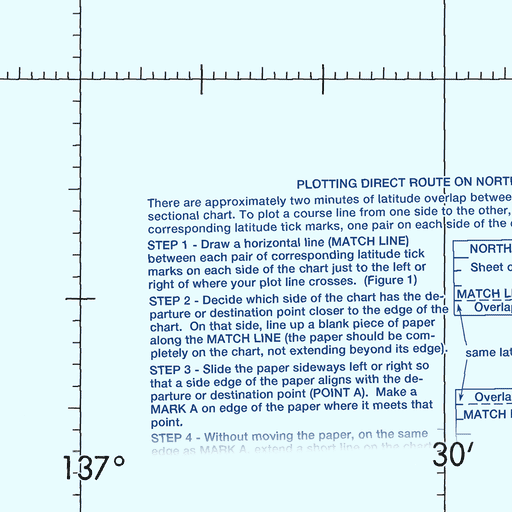 PLOTTING DIRECT ROUTE ON
There are approximately two minutes of latitude overlap
sectional chart. To plot a course line from one side to the other,
corresponding latitude tick marks, one pair on each side of the
STEP 1 - Draw a horizontal line (MATCH LINE)
between each pair of corresponding latitude tick
marks on each side of the chart just to the left or
right of where your plot line crosses. (Figure 1)
STEP 2 - Decide which side of the chart has the de-
parture or destination point closer to the edge of the
chart. On that side, line up a blank piece of paper
along the MATCH LINE (the paper should be com-
pletely on the chart, not extending beyond its edge).
STEP 3 - Slide the paper sideways left or right so
that a side edge of the paper aligns with the de-
parture or destination point (POINT A). Make a
MARK A on edge of the paper where it meets that
point.
STEP 4 - Without moving the paper, on the same
edge as MARK A, extend a short line on the chart
NORTH
Sheet
MATCH
Overla
same lat
Overla
MATCH
137°
30′